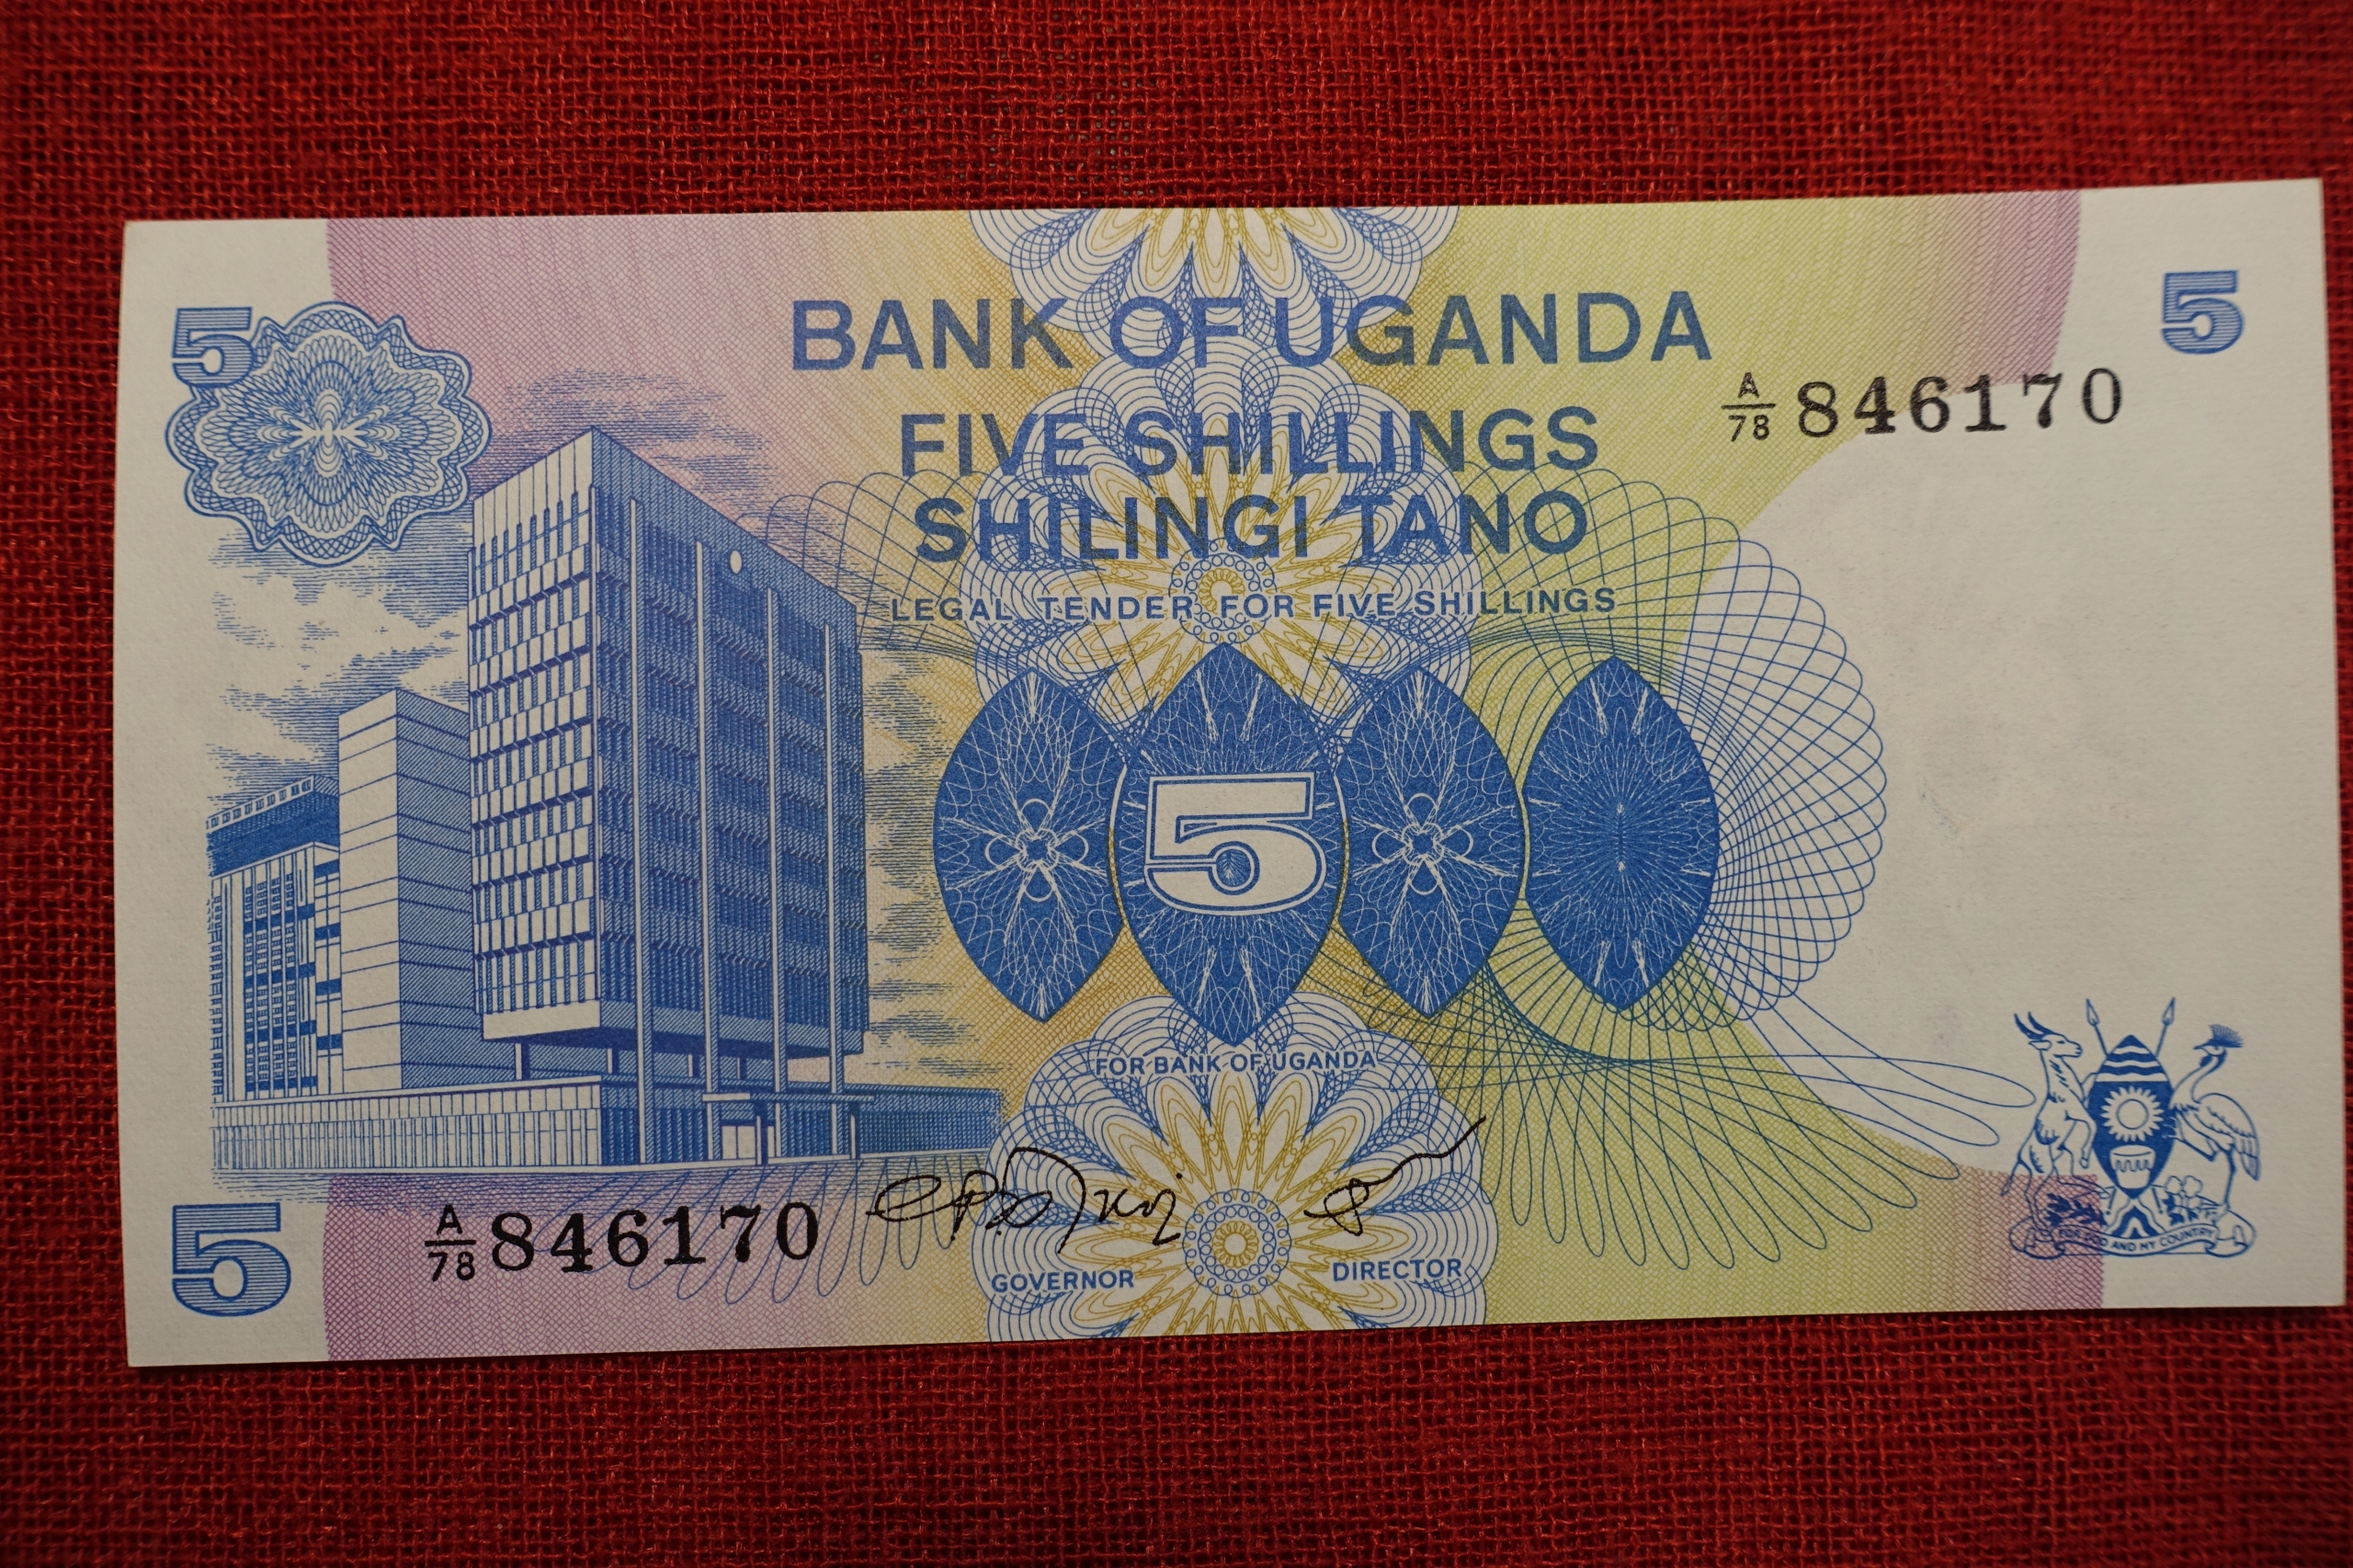 5
5
BANK OF UGANDA
A/78 846170
FIVE SHILLINGS
SHILINGI TANO
LEGAL TENDER FOR FIVE SHILLINGS
5
FOR BANK OF UGANDA
5
A/78 846170
GOVERNOR
DIRECTOR
FOR GOD AND MY COUNTRY